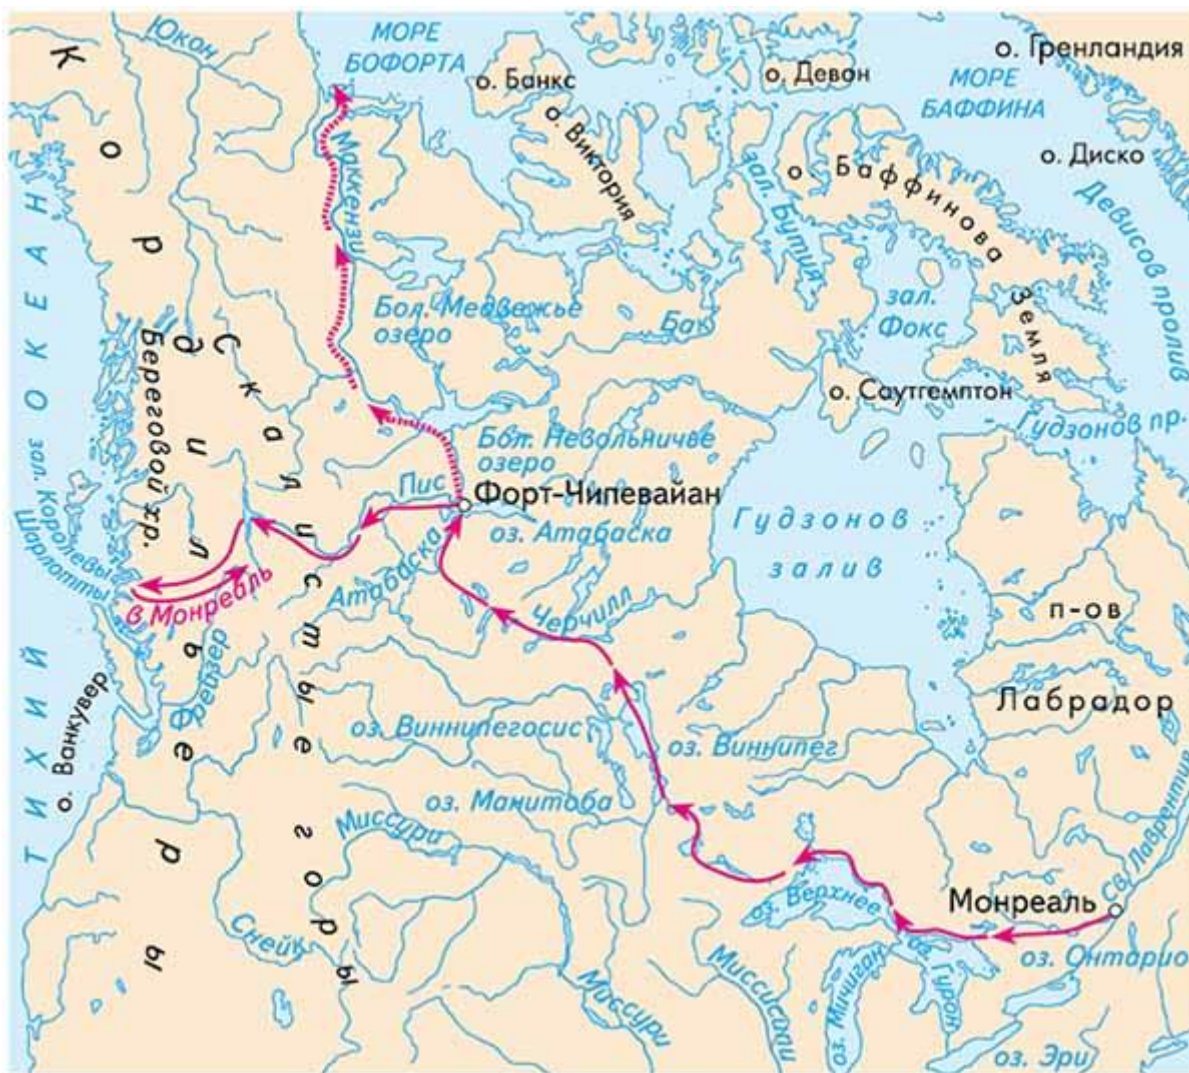 Юкон
МОРЕ
БОФОРТА
о. Банкс
о. Девон
о. Гренландия
МОРЕ
БАФФИНА
о. Виктория
о. Диско
зал. Бутия
о. Баффинова
Земля
Девисов пролив
Маккензи
Кордильеры
Бол. Медвежье
озеро
Бак
зал.
Фокс
Береговой хр.
Скалистые горы
о. Саутгемптон
Гудзонов пр.
ТИХИЙ ОКЕАН
зал. Королевы
Шарлотты
Бол. Невольничье
озеро
Пис
Форт-Чипевайан
оз. Атабаска
Гудзонов
залив
Атабаска
в Монреаль
Черчилл
п-ов
Лабрадор
Фейзер
о. Ванкувер
оз. Виннипегосис
оз. Виннипег
оз. Манитоба
Миссури
Монреаль
Св. Лаврентия
оз. Верхнее
Снейк
оз. Онтарио
оз. Гурон
оз. Мичиган
Миссисипи
Миссури
оз. Эри